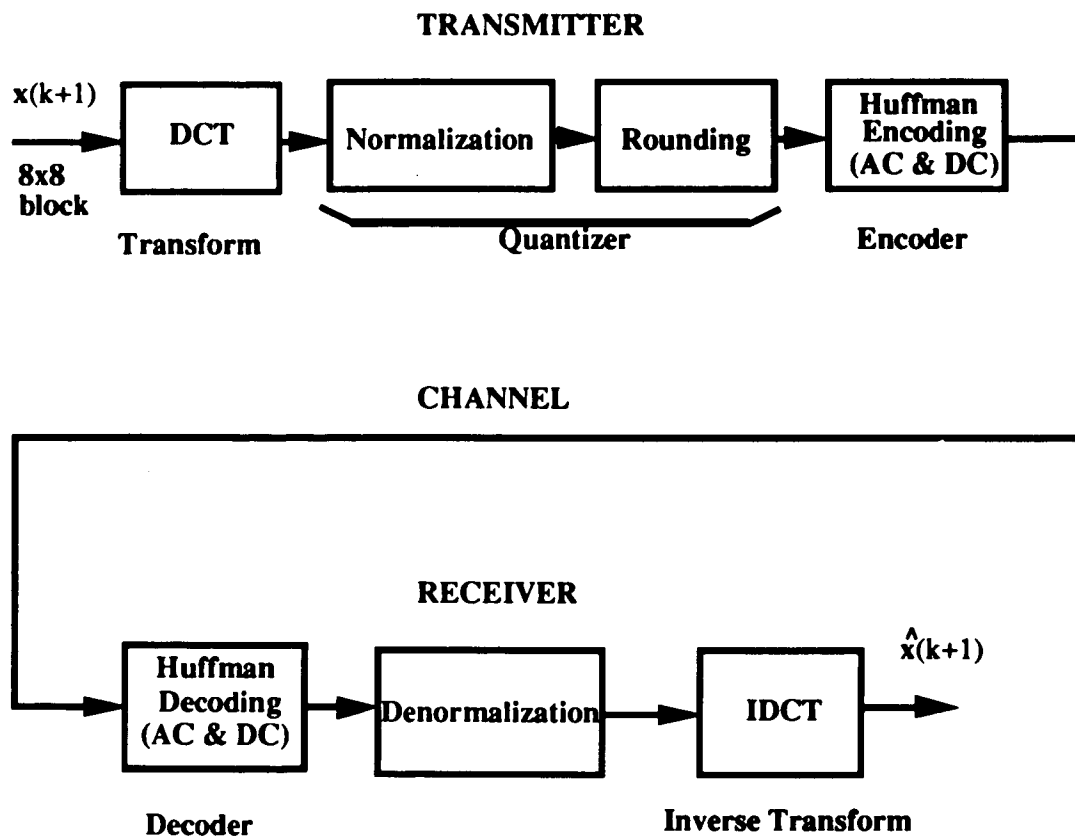 TRANSMITTER
x(k+1)
8x8
block
DCT
Normalization
Rounding
Huffman
Encoding
(AC & DC)
Transform
Quantizer
Encoder
CHANNEL
RECEIVER
Huffman
Decoding
(AC & DC)
Denormalization
IDCT
x̂(k+1)
Decoder
Inverse Transform